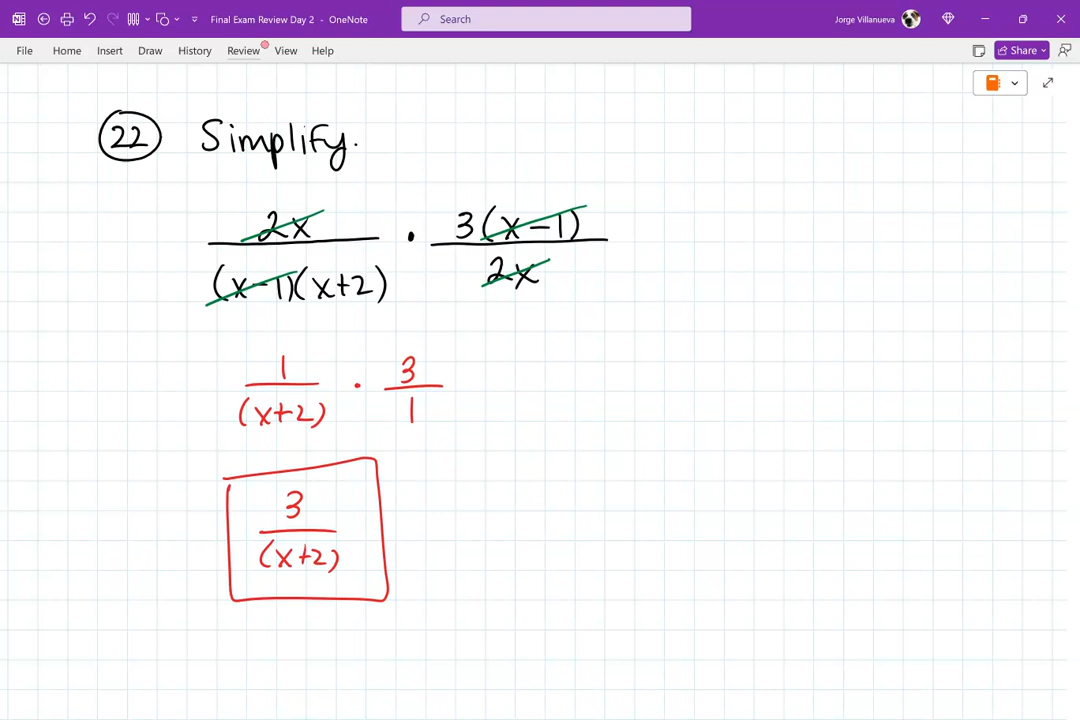 Final Exam Review Day 2 - OneNote
Search
Jorge Villanueva
File Home Insert Draw History Review View Help
Share
22 Simplify.
2x / (x-1)(x+2) · 3(x-1) / 2x
1 / (x+2) · 3 / 1
3 / (x+2)